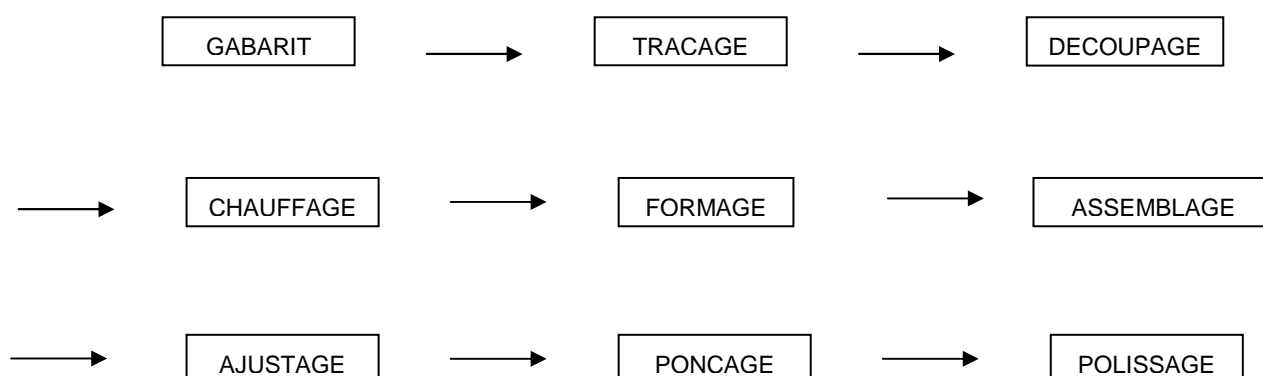 GABARIT TRACAGE DECOUPAGE
CHAUFFAGE FORMAGE ASSEMBLAGE
AJUSTAGE PONCAGE POLISSAGE